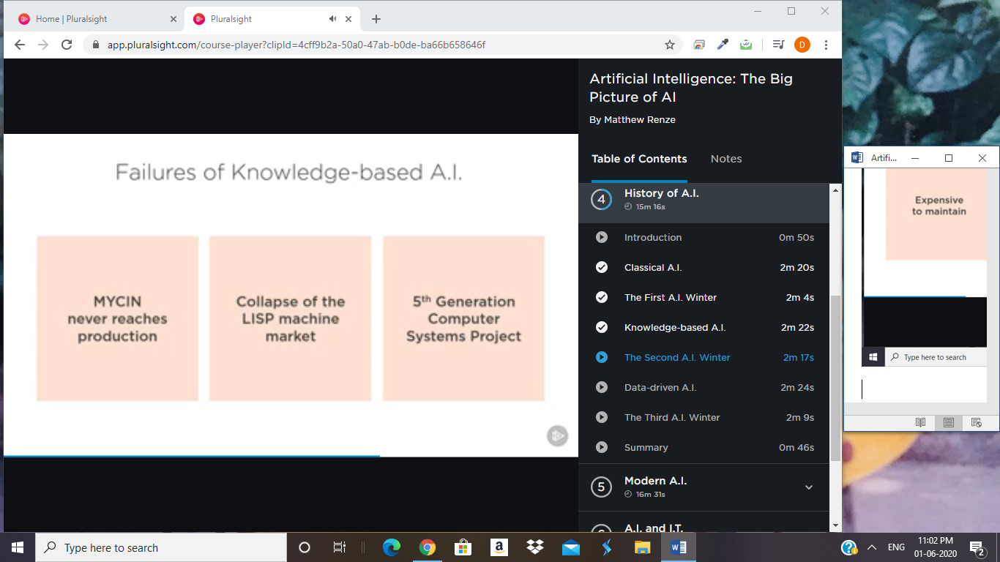 Home | Pluralsight
Pluralsight
app.pluralsight.com/course-player?clipId=4cff9b2a-50a0-47ab-b0de-ba66b658646f
D
Failures of Knowledge-based A.I.
MYCIN
never reaches
production
Collapse of the
LISP machine
market
5th Generation
Computer
Systems Project
Artificial Intelligence: The Big
Picture of AI
By Matthew Renze
Table of Contents
Notes
4
History of A.I.
15m 16s
Introduction 0m 50s
Classical A.I. 2m 20s
The First A.I. Winter 2m 4s
Knowledge-based A.I. 2m 22s
The Second A.I. Winter 2m 17s
Data-driven A.I. 2m 24s
The Third A.I. Winter 2m 9s
Summary 0m 46s
5
Modern A.I.
16m 31s
6
A.I. and I.T.
Artifi...
Expensive
to maintain
Type here to search
Type here to search
a
W
ENG
11:02 PM
01-06-2020
2